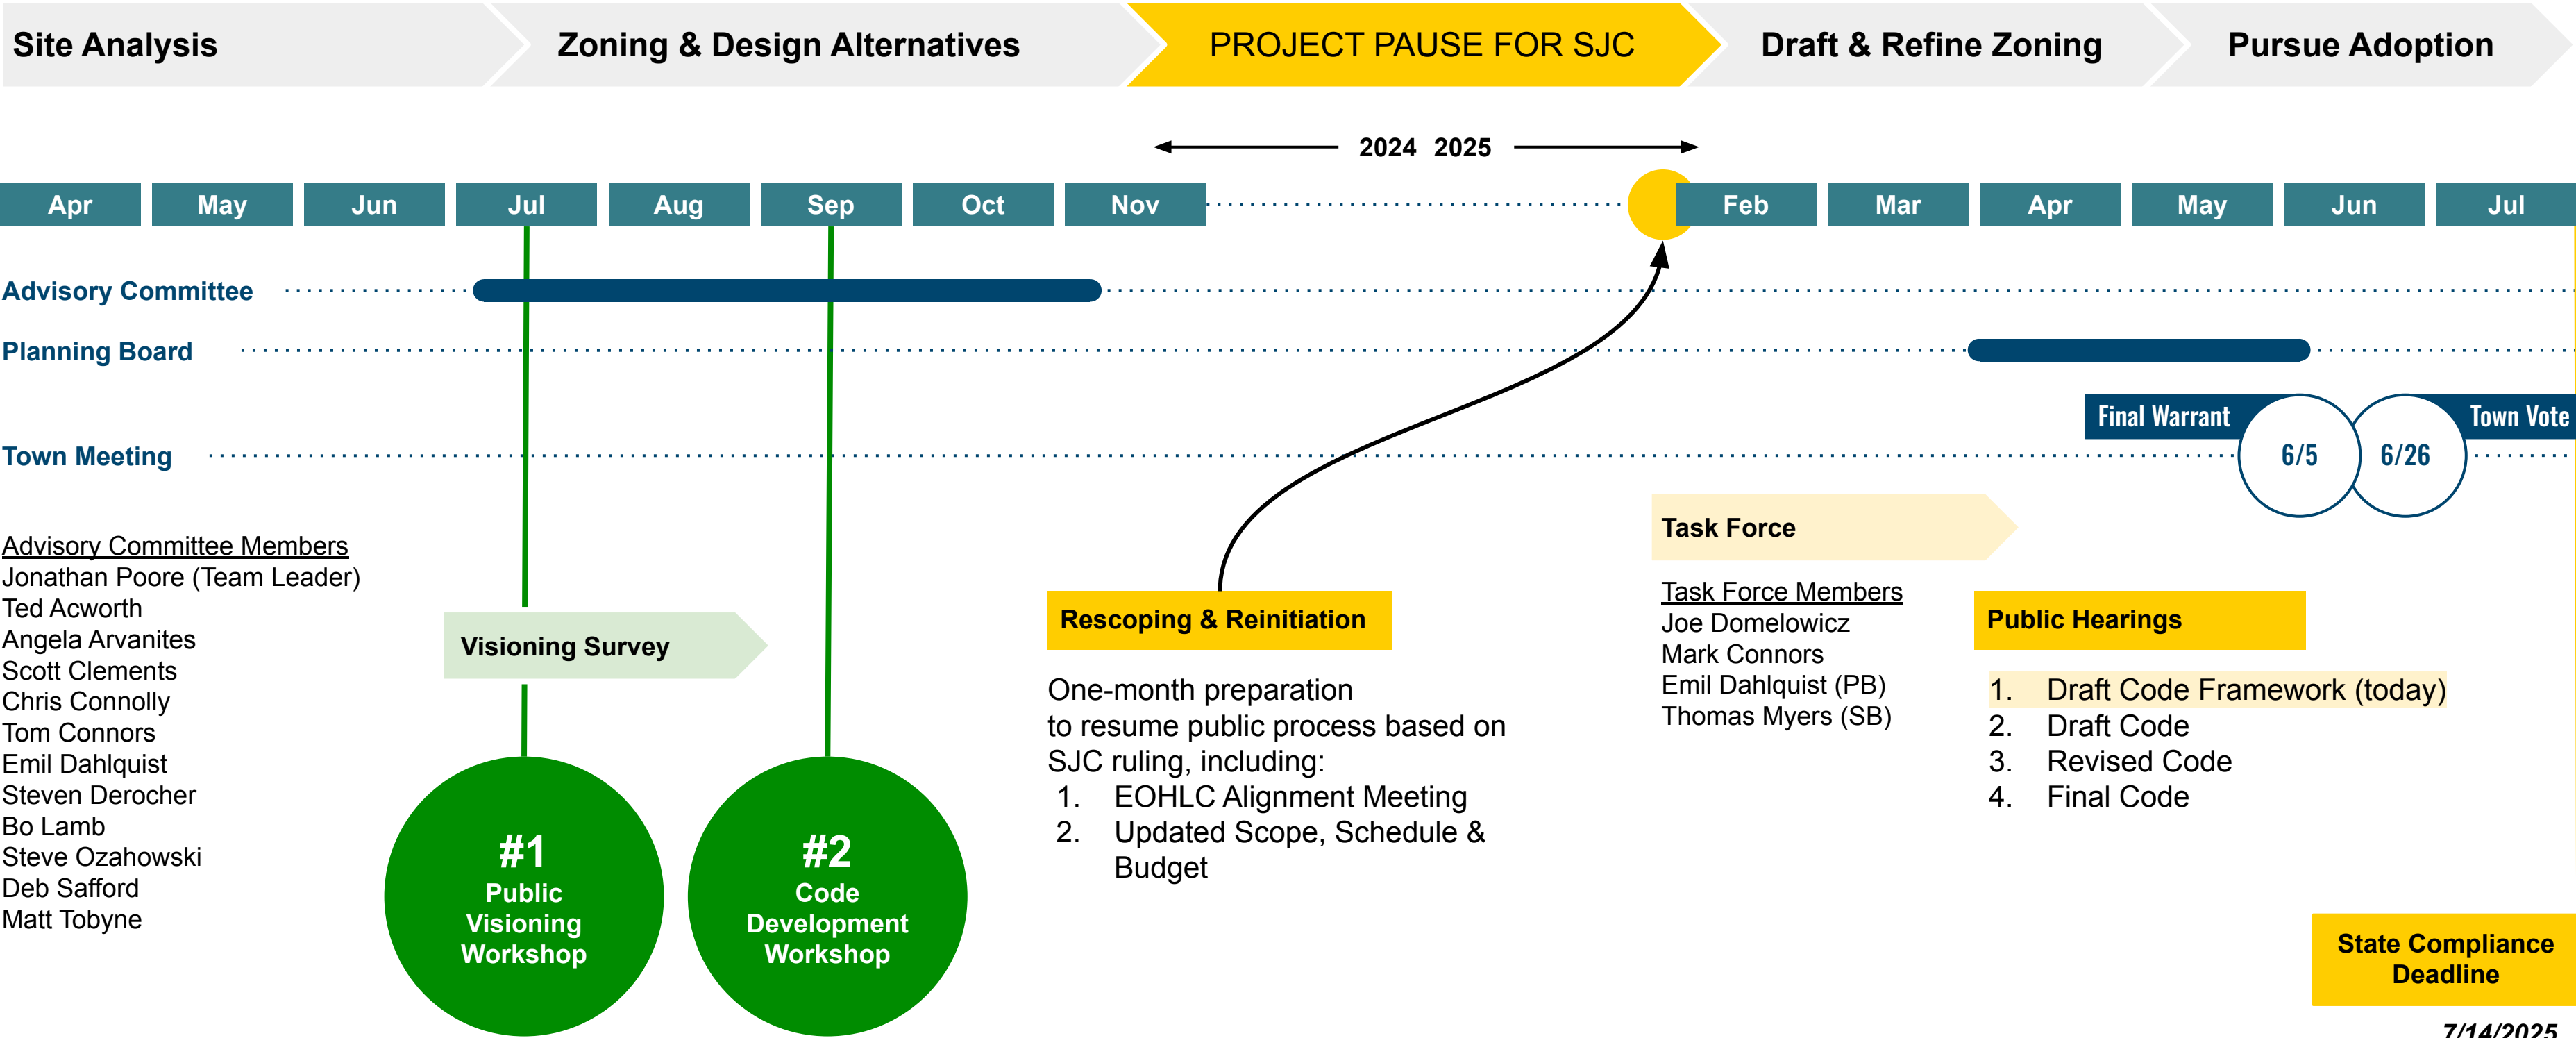 Site Analysis
Zoning & Design Alternatives
PROJECT PAUSE FOR SJC
Draft & Refine Zoning
Pursue Adoption
2024 2025
Apr May Jun Jul Aug Sep Oct Nov Feb Mar Apr May Jun Jul
Advisory Committee
Planning Board
Final Warrant
Town Vote
Town Meeting
6/5
6/26
Advisory Committee Members
Jonathan Poore (Team Leader)
Ted Acworth
Angela Arvanites
Scott Clements
Chris Connolly
Tom Connors
Emil Dahlquist
Steven Derocher
Bo Lamb
Steve Ozahowski
Deb Safford
Matt Tobyne
Visioning Survey
#1
Public
Visioning
Workshop
#2
Code
Development
Workshop
Rescoping & Reinitiation
One-month preparation
to resume public process based on
SJC ruling, including:
1. EOHLC Alignment Meeting
2. Updated Scope, Schedule &
Budget
Task Force
Task Force Members
Joe Domelowicz
Mark Connors
Emil Dahlquist (PB)
Thomas Myers (SB)
Public Hearings
1. Draft Code Framework (today)
2. Draft Code
3. Revised Code
4. Final Code
State Compliance
Deadline
7/14/2025